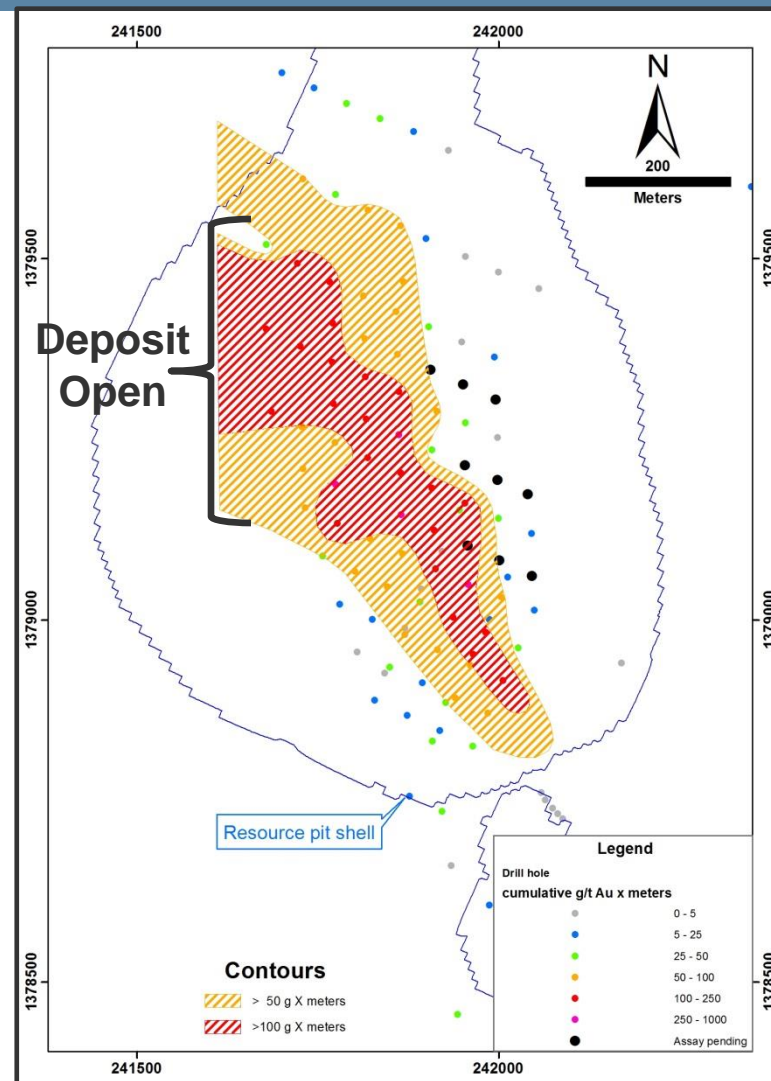 241500
242000
N
200
Meters
1379500
1379500
Deposit
Open
1379000
1379000
Resource pit shell
Legend
Drill hole
cumulative g/t Au x meters
0 - 5
5 - 25
25 - 50
50 - 100
100 - 250
250 - 1000
Assay pending
Contours
> 50 g X meters
>100 g X meters
1378500
1378500
241500
242000